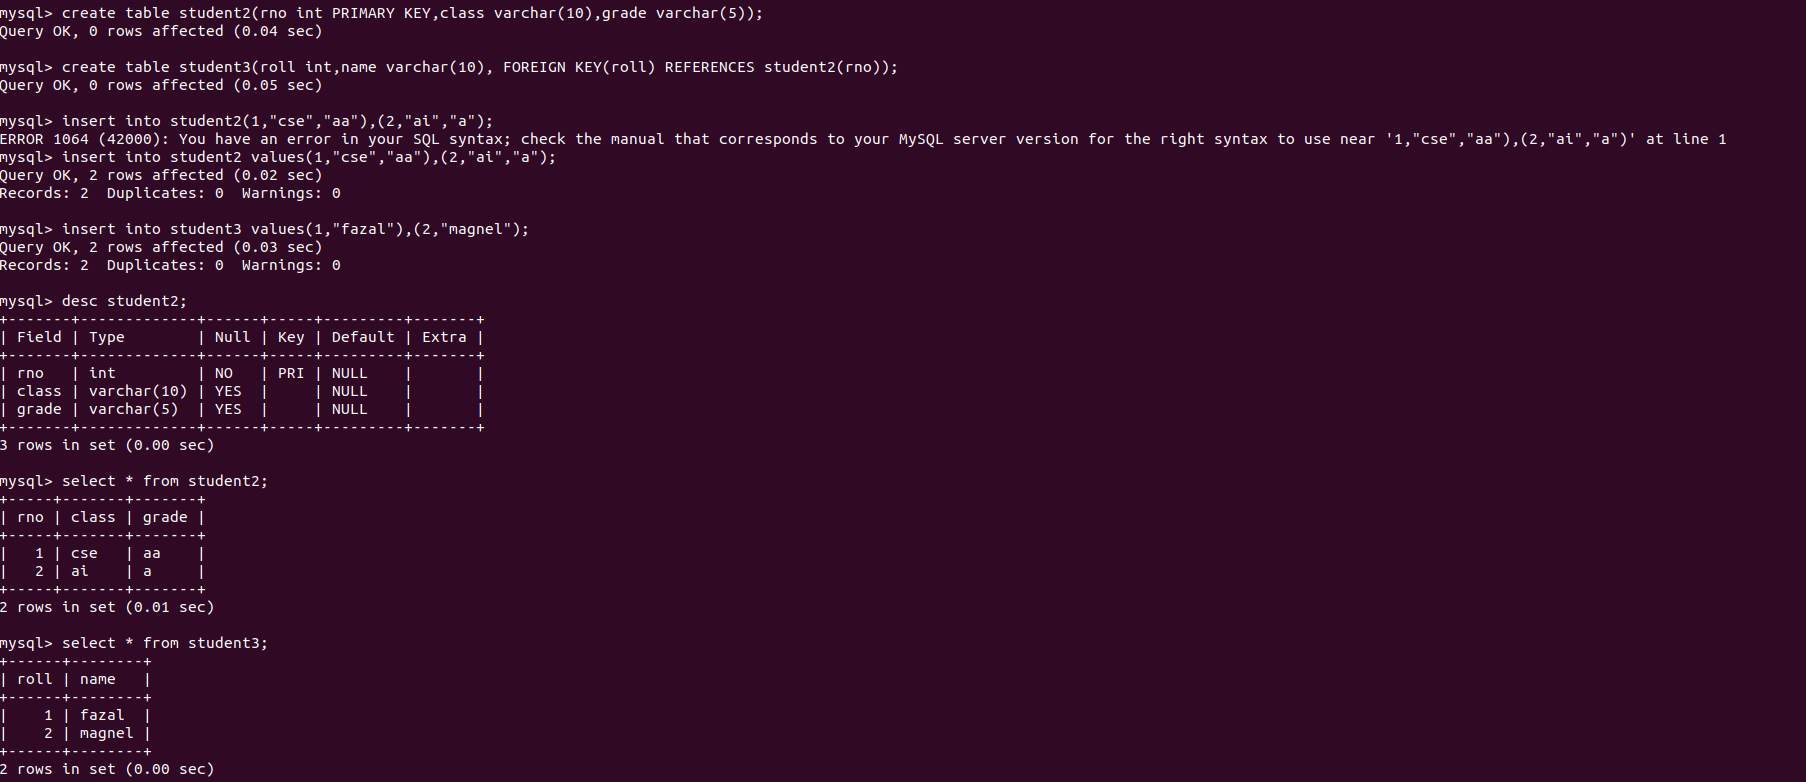 mysql> create table student2(rno int PRIMARY KEY,class varchar(10),grade varchar(5));
Query OK, 0 rows affected (0.04 sec)

mysql> create table student3(roll int,name varchar(10), FOREIGN KEY(roll) REFERENCES student2(rno));
Query OK, 0 rows affected (0.05 sec)

mysql> insert into student2(1,"cse","aa"),(2,"ai","a");
ERROR 1064 (42000): You have an error in your SQL syntax; check the manual that corresponds to your MySQL server version for the right syntax to use near '1,"cse","aa"),(2,"ai","a")' at line 1
mysql> insert into student2 values(1,"cse","aa"),(2,"ai","a");
Query OK, 2 rows affected (0.02 sec)
Records: 2  Duplicates: 0  Warnings: 0

mysql> insert into student3 values(1,"fazal"),(2,"magnel");
Query OK, 2 rows affected (0.03 sec)
Records: 2  Duplicates: 0  Warnings: 0

mysql> desc student2;
+-------+-------------+------+-----+---------+-------+
| Field | Type        | Null | Key | Default | Extra |
+-------+-------------+------+-----+---------+-------+
| rno   | int         | NO   | PRI | NULL    |       |
| class | varchar(10) | YES  |     | NULL    |       |
| grade | varchar(5)  | YES  |     | NULL    |       |
+-------+-------------+------+-----+---------+-------+
3 rows in set (0.00 sec)

mysql> select * from student2;
+-----+-------+-------+
| rno | class | grade |
+-----+-------+-------+
|   1 | cse   | aa    |
|   2 | ai    | a     |
+-----+-------+-------+
2 rows in set (0.01 sec)

mysql> select * from student3;
+------+--------+
| roll | name   |
+------+--------+
|    1 | fazal  |
|    2 | magnel |
+------+--------+
2 rows in set (0.00 sec)